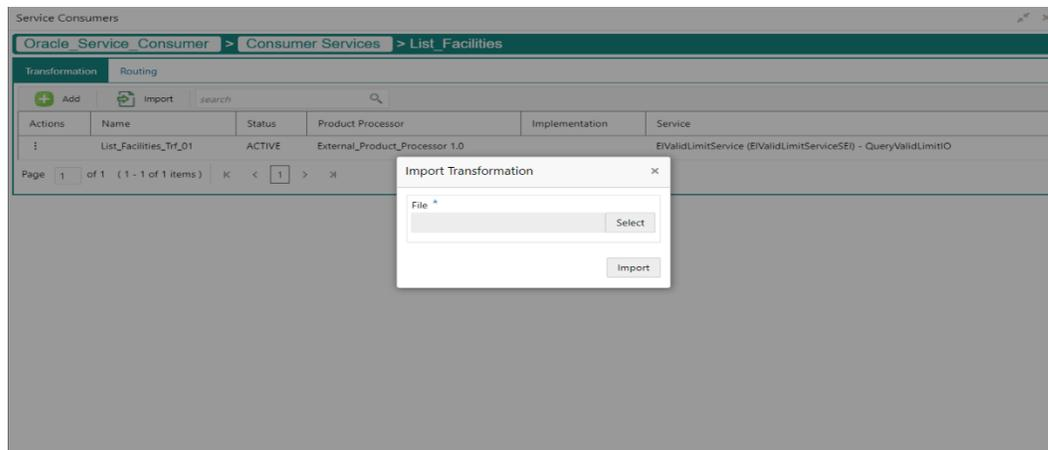 Service Consumers
Oracle_Service_Consumer > Consumer Services > List_Facilities
Transformation Routing
Add Import search
Actions Name Status Product Processor Implementation Service
List_Facilities_Trf_01 ACTIVE External_Product_Processor 1.0 EIValidLimitService (EIValidLimitServiceSEI) - QueryValidLimitIO
Page 1 of 1 (1 - 1 of 1 items) K < 1 > >|
Import Transformation ×
File *
Select
Import